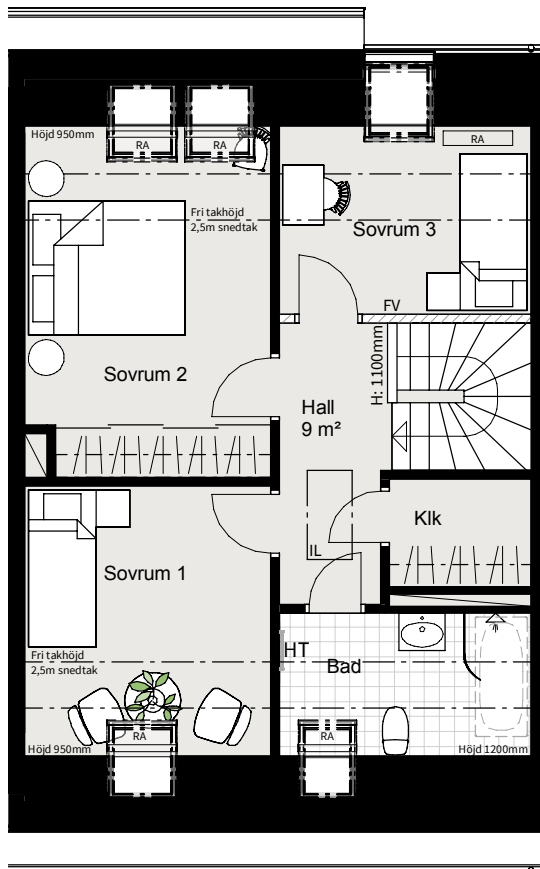 RA
RA
RA
Höjd 950mm
Fri takhöjd
2,5m snedtak
Sovrum 3
FV
H: 1100mm
Sovrum 2
Hall
9 m²
Klk
IL
Sovrum 1
HT
Bad
Fri takhöjd
2,5m snedtak
RA
RA
Höjd 950mm
Höjd 1200mm